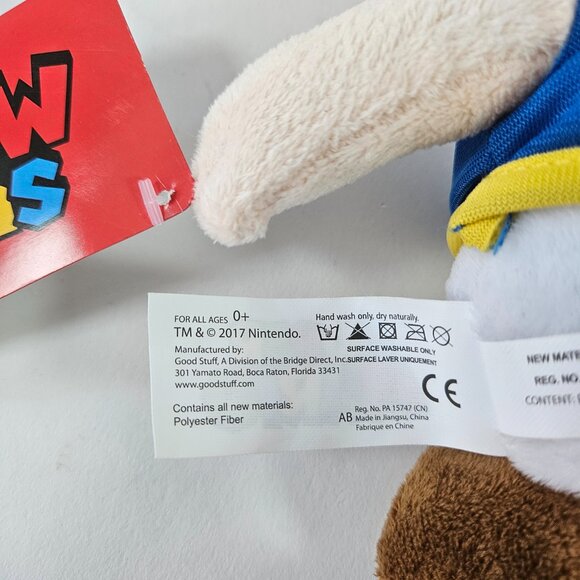 W
S
FOR ALL AGES 0+
TM & © 2017 Nintendo.
Manufactured by:
Good Stuff, A Division of the Bridge Direct, Inc.
301 Yamato Road, Boca Raton, Florida 33431
www.goodstuff.com
Contains all new materials:
Polyester Fiber
Hand wash only, dry naturally.
SURFACE WASHABLE ONLY
SURFACE LAVER UNIQUEMENT
CE
Reg. No. PA 15747 (CN)
AB Made in Jiangsu, China
Fabrique en Chine
NEW MATE
REG. NO.
CONTENT: